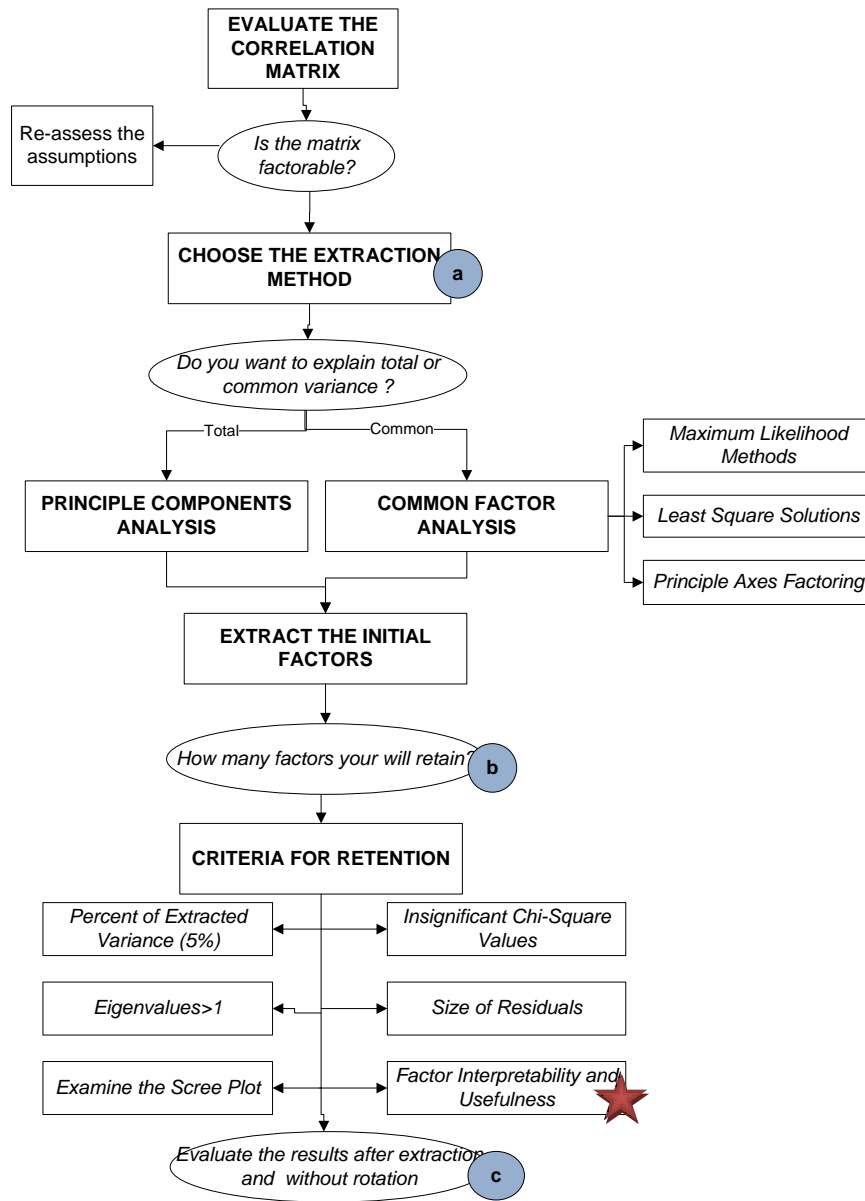 EVALUATE THE
CORRELATION
MATRIX
Re-assess the
assumptions
Is the matrix
factorable?
CHOOSE THE EXTRACTION
METHOD
a
Do you want to explain total or
common variance ?
Total
Common
Maximum Likelihood
Methods
PRINCIPLE COMPONENTS
ANALYSIS
COMMON FACTOR
ANALYSIS
Least Square Solutions
Principle Axes Factoring
EXTRACT THE INITIAL
FACTORS
How many factors your will retain?
b
CRITERIA FOR RETENTION
Percent of Extracted
Variance (5%)
Insignificant Chi-Square
Values
Eigenvalues>1
Size of Residuals
Examine the Scree Plot
Factor Interpretability and
Usefulness
Evaluate the results after extraction
and without rotation
c